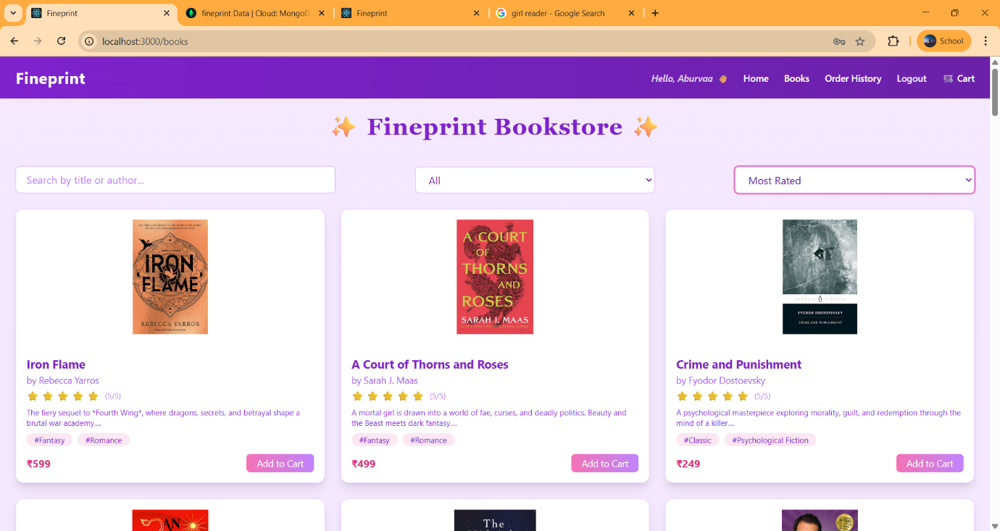 Fineprint
fineprint Data | Cloud: MongoD
Fineprint
girl reader - Google Search
localhost:3000/books
School
Fineprint
Hello, Aburvaa 👋 Home Books Order History Logout 🛒 Cart
✨ Fineprint Bookstore ✨
Search by title or author...
All
Most Rated
IRON
FLAME
REBECCA YARROS
A COURT
OF
THORNS
AND
ROSES
SARAH J. MAAS
FYODOR DOSTOYEVSKY
CRIME AND PUNISHMENT
Iron Flame
by Rebecca Yarros
⭐ ⭐ ⭐ ⭐ ⭐ (5/5)
The fiery sequel to *Fourth Wing*, where dragons, secrets, and betrayal shape a
brutal war academy....
#Fantasy #Romance
₹599 Add to Cart
A Court of Thorns and Roses
by Sarah J. Maas
⭐ ⭐ ⭐ ⭐ ⭐ (5/5)
A mortal girl is drawn into a world of fae, curses, and deadly politics. Beauty and
the Beast meets dark fantasy....
#Fantasy #Romance
₹499 Add to Cart
Crime and Punishment
by Fyodor Dostoevsky
⭐ ⭐ ⭐ ⭐ ⭐ (5/5)
A psychological masterpiece exploring morality, guilt, and redemption through the
mind of a killer....
#Classic #Psychological Fiction
₹249 Add to Cart
AN
The